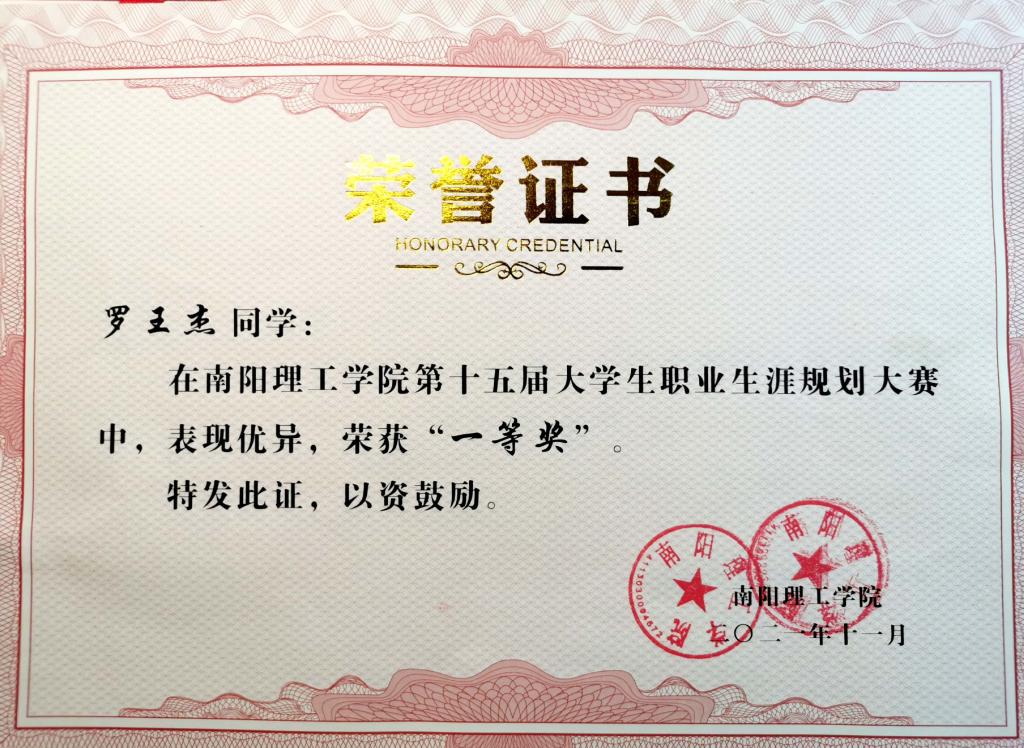 荣誉证书
HONORARY CREDENTIAL
罗王杰 同学：
在南阳理工学院第十五届大学生职业生涯规划大赛
中，表现优异，荣获“一等奖”。
特发此证，以资鼓励。
南阳理工学院
二〇二一年十一月